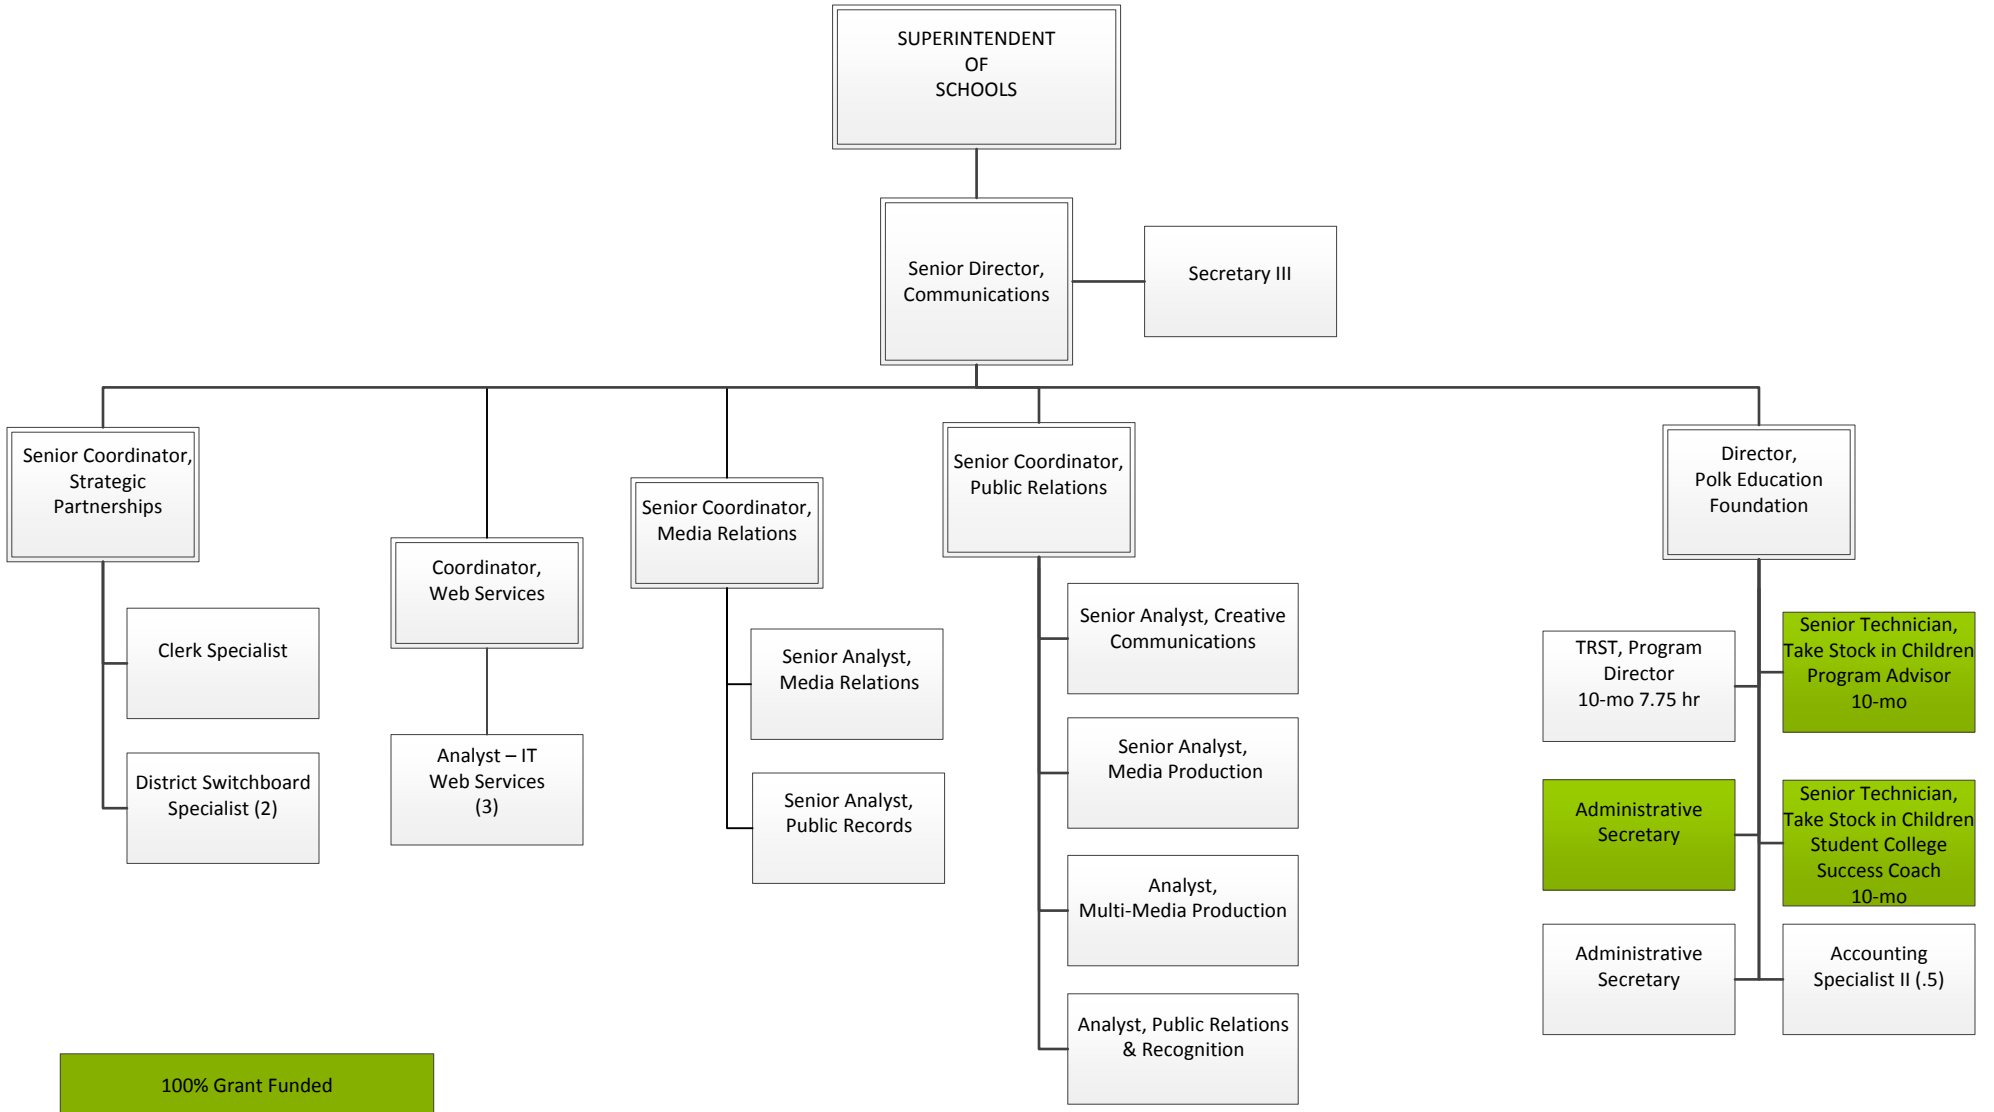 SUPERINTENDENT
OF
SCHOOLS
Senior Director,
Communications
Secretary III
Senior Coordinator,
Strategic
Partnerships
Clerk Specialist
District Switchboard
Specialist (2)
Coordinator,
Web Services
Analyst – IT
Web Services
(3)
Senior Coordinator,
Media Relations
Senior Analyst,
Media Relations
Senior Analyst,
Public Records
Senior Coordinator,
Public Relations
Senior Analyst, Creative
Communications
Senior Analyst,
Media Production
Analyst,
Multi-Media Production
Analyst, Public Relations
& Recognition
Director,
Polk Education
Foundation
TRST, Program
Director
10-mo 7.75 hr
Senior Technician,
Take Stock in Children
Program Advisor
10-mo
Administrative
Secretary
Senior Technician,
Take Stock in Children
Student College
Success Coach
10-mo
Administrative
Secretary
Accounting
Specialist II (.5)
100% Grant Funded